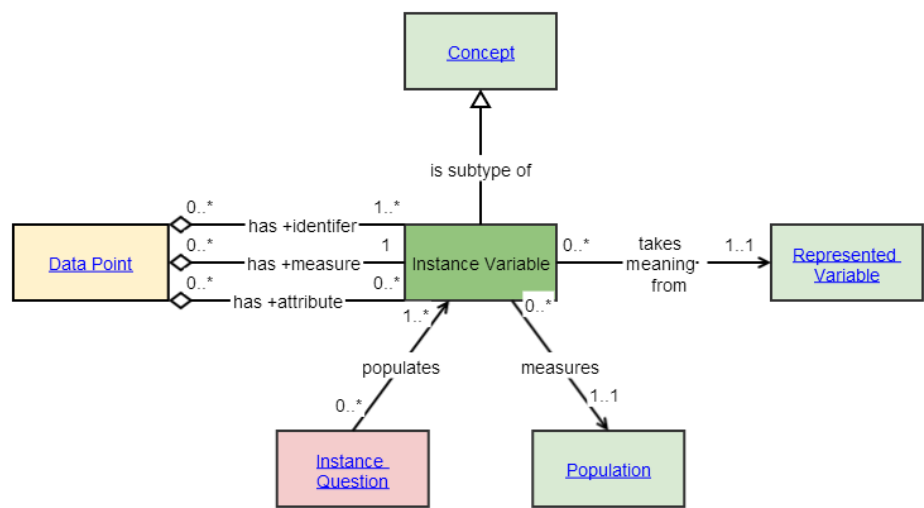 Concept
is subtype of
0..*
1..*
has +identifer
0..*
1
has +measure
0..*
0..*
has +attribute
Data Point
Instance Variable
0..*
takes
meaning
from
1..1
Represented
Variable
1..*
populates
0..*
0..*
measures
1..1
Instance
Question
Population